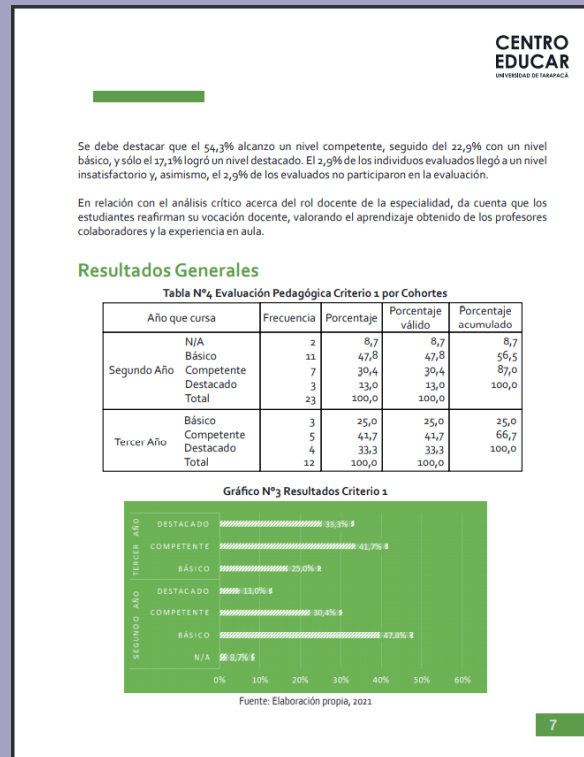 CENTRO
EDUCAR
UNIVERSIDAD DE TARAPACÁ
Se debe destacar que el 54,3% alcanzo un nivel competente, seguido del 22,9% con un nivel
básico, y sólo el 17,1% logró un nivel destacado. El 2,9% de los individuos evaluados llegó a un nivel
insatisfactorio y, asimismo, el 2,9% de los evaluados no participaron en la evaluación.
En relación con el análisis crítico acerca del rol docente de la especialidad, da cuenta que los
estudiantes reafirman su vocación docente, valorando el aprendizaje obtenido de los profesores
colaboradores y la experiencia en aula.
Resultados Generales
Tabla N°4 Evaluación Pedagógica Criterio 1 por Cohortes
Año que cursa Frecuencia Porcentaje Porcentaje válido Porcentaje acumulado
Segundo Año
N/A 2 8,7 8,7 8,7
Básico 11 47,8 47,8 56,5
Competente 7 30,4 30,4 87,0
Destacado 3 13,0 13,0 100,0
Total 23 100,0 100,0
Tercer Año
Básico 3 25,0 25,0 25,0
Competente 5 41,7 41,7 66,7
Destacado 4 33,3 33,3 100,0
Total 12 100,0 100,0
Gráfico N°3 Resultados Criterio 1
TERCER AÑO
DESTACADO 33,3%
COMPETENTE 41,7%
BÁSICO 25,0%
SEGUNDO AÑO
DESTACADO 13,0%
COMPETENTE 30,4%
BÁSICO 47,8%
N/A 8,7%
0% 10% 20% 30% 40% 50% 60%
Fuente: Elaboración propia, 2021
7